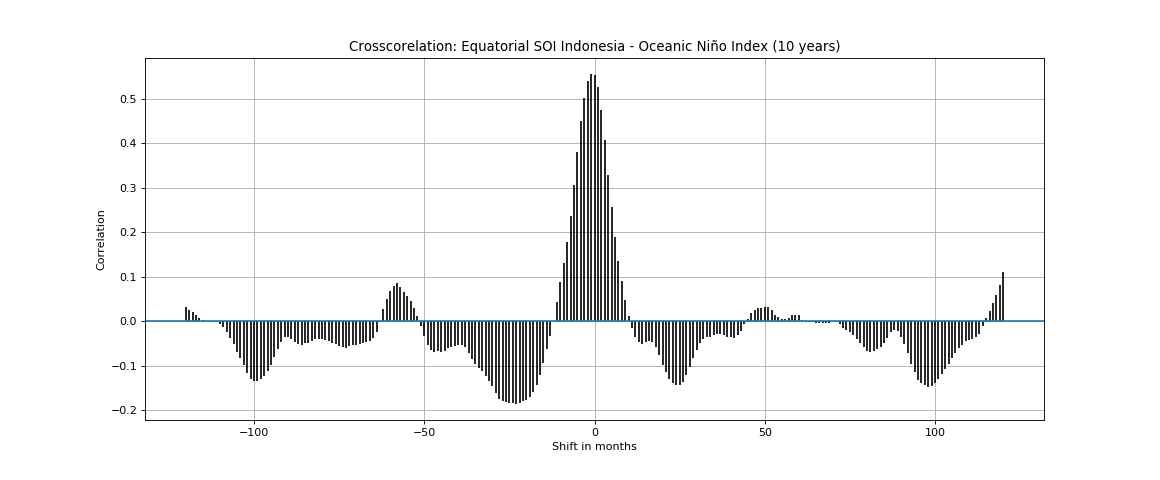 Crosscorelation: Equatorial SOI Indonesia - Oceanic Niño Index (10 years)
Correlation
0.5
0.4
0.3
0.2
0.1
0.0
−0.1
−0.2
−100 −50 0 50 100
Shift in months